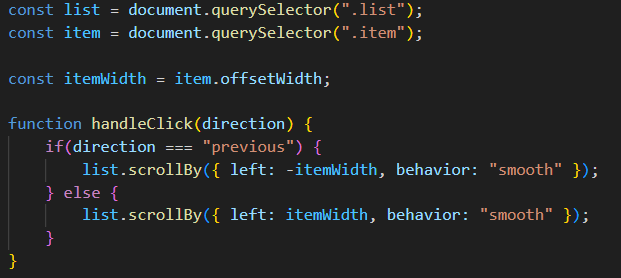 const list = document.querySelector(".list");
const item = document.querySelector(".item");

const itemWidth = item.offsetWidth;

function handleClick(direction) {
    if(direction === "previous") {
        list.scrollBy({ left: -itemWidth, behavior: "smooth" });
    } else {
        list.scrollBy({ left: itemWidth, behavior: "smooth" });
    }
}